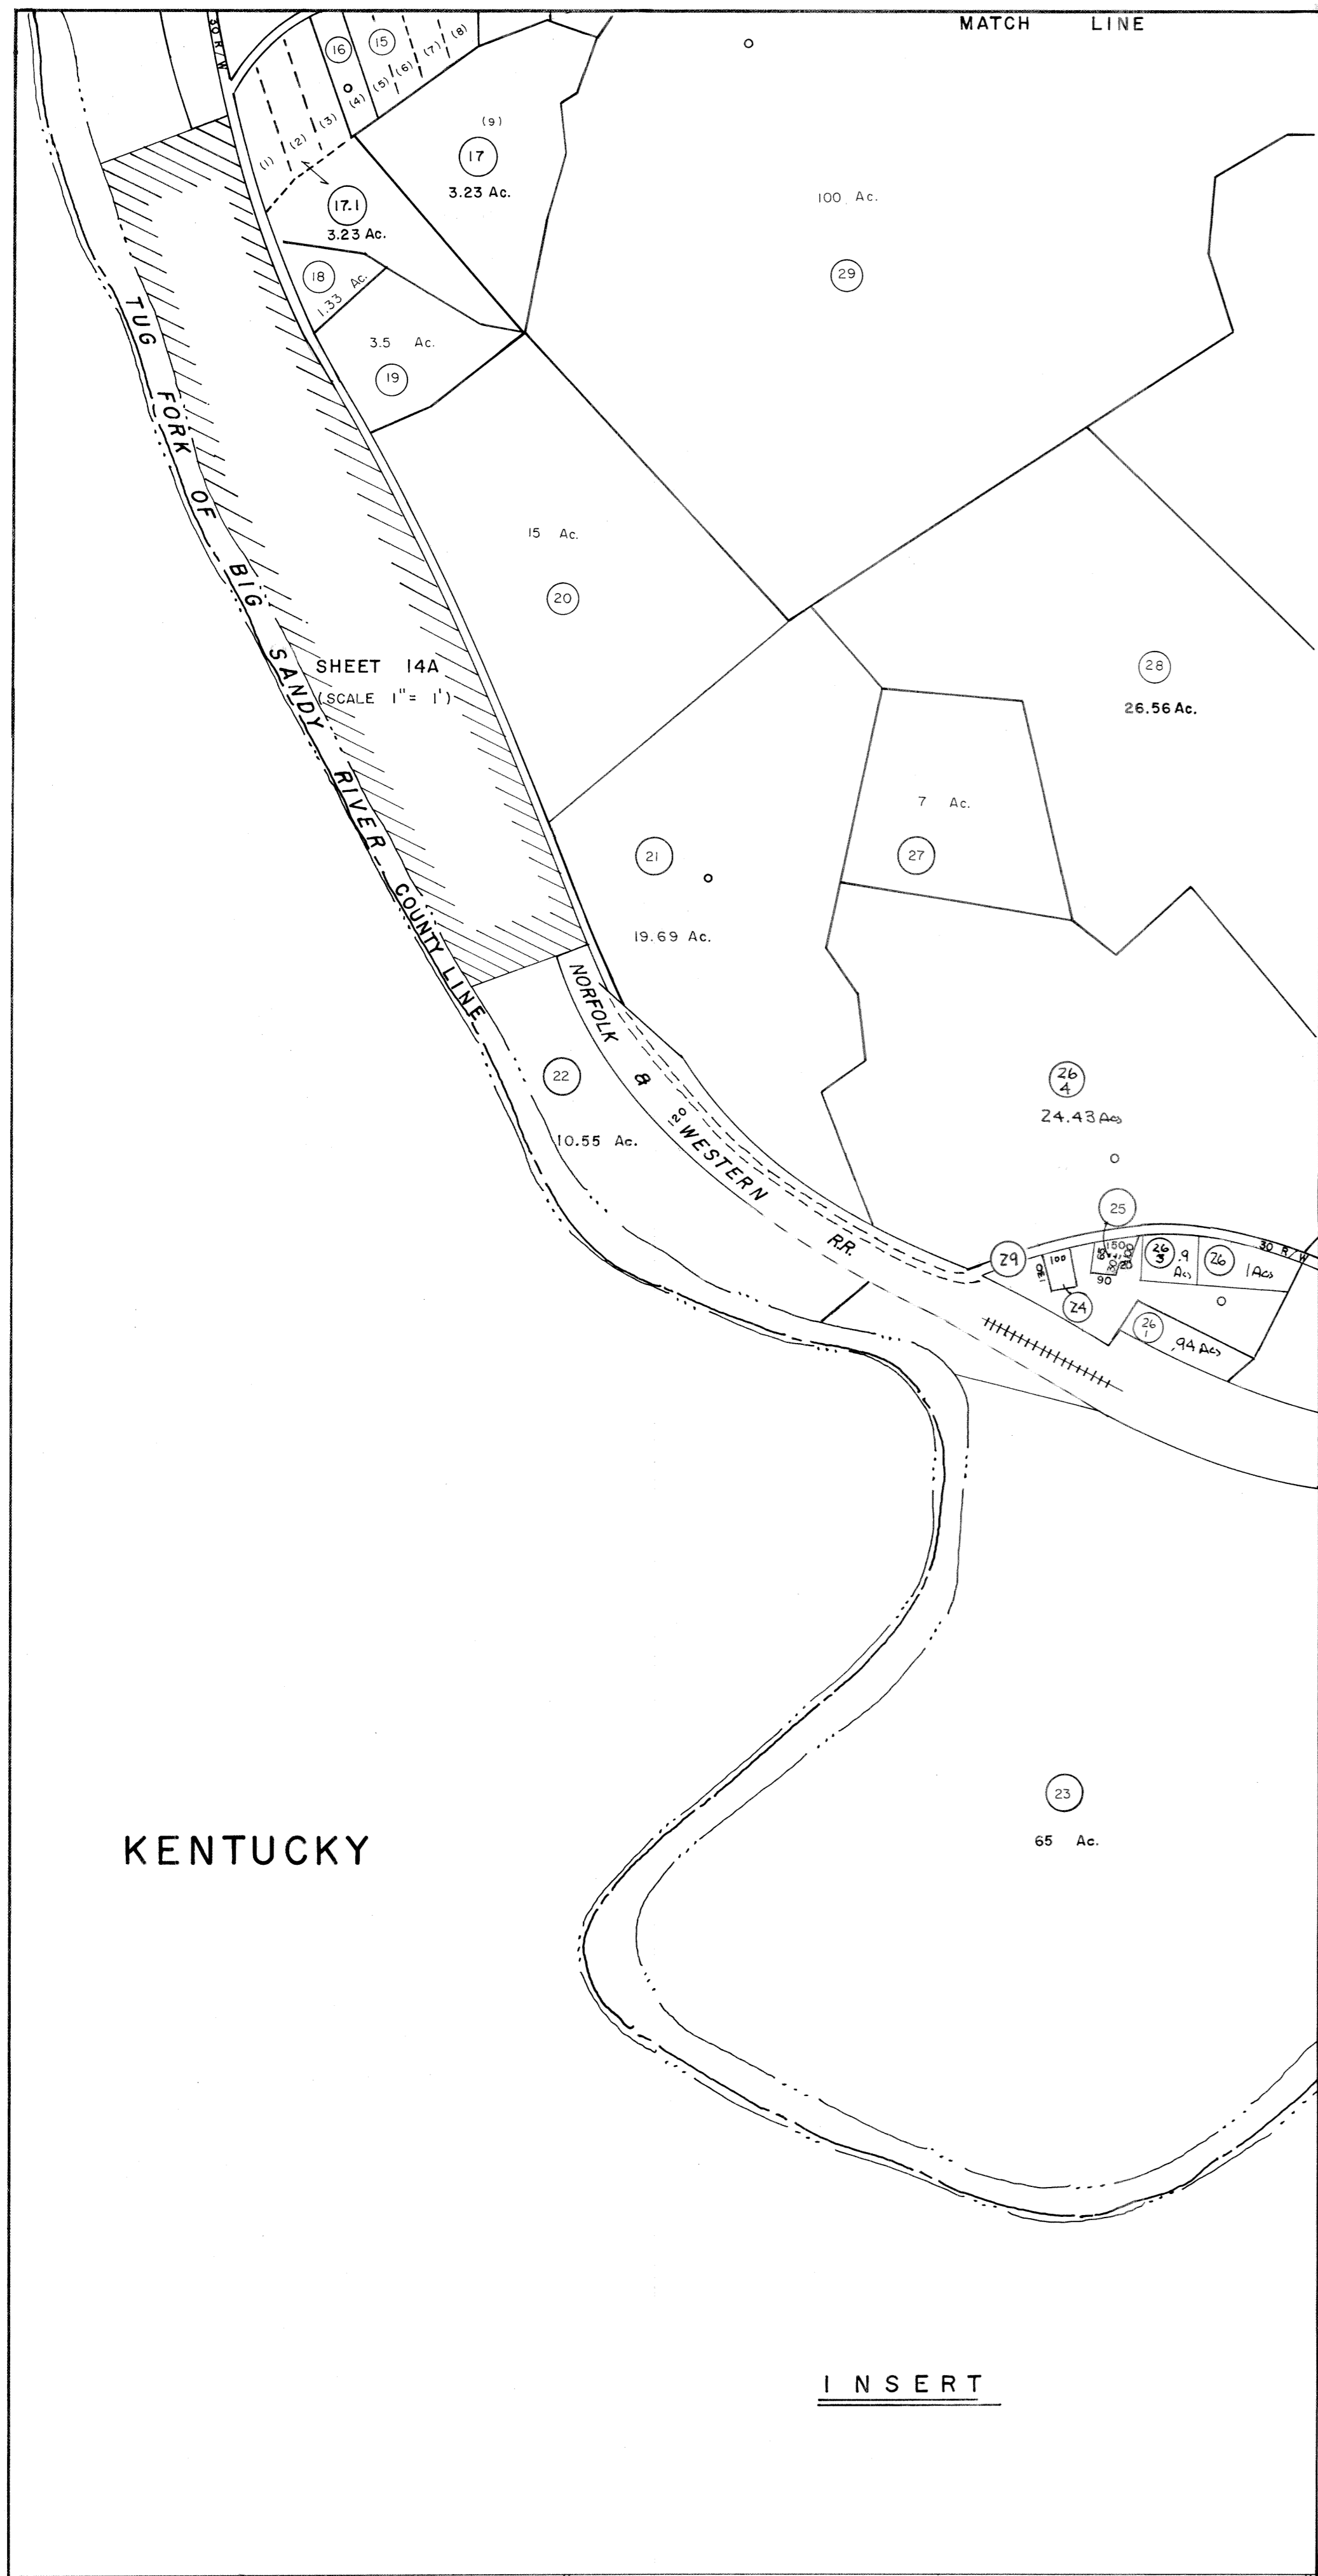 MATCH LINE
30 R/W
16
15
(1)
(2)
(3)
(4)
(5)
(6)
(7)
(8)
(9)
17
3.23 Ac.
17.1
3.23 Ac.
18
1.33 Ac.
3.5 Ac.
19
100 Ac.
29
15 Ac.
20
TUG FORK OF BIG SANDY RIVER COUNTY LINE
SHEET 14A
(SCALE 1" = 1')
28
26.56 Ac.
7 Ac.
27
21
19.69 Ac.
NORFOLK & WESTERN R.R.
20
22
10.55 Ac.
26
4
24.43 Acs
25
29
100
130
24
65
150
30
90
26
3
.9
Acs
26
1 Acs
30 R/W
26
1
.94 Acs
23
65 Ac.
KENTUCKY
INSERT